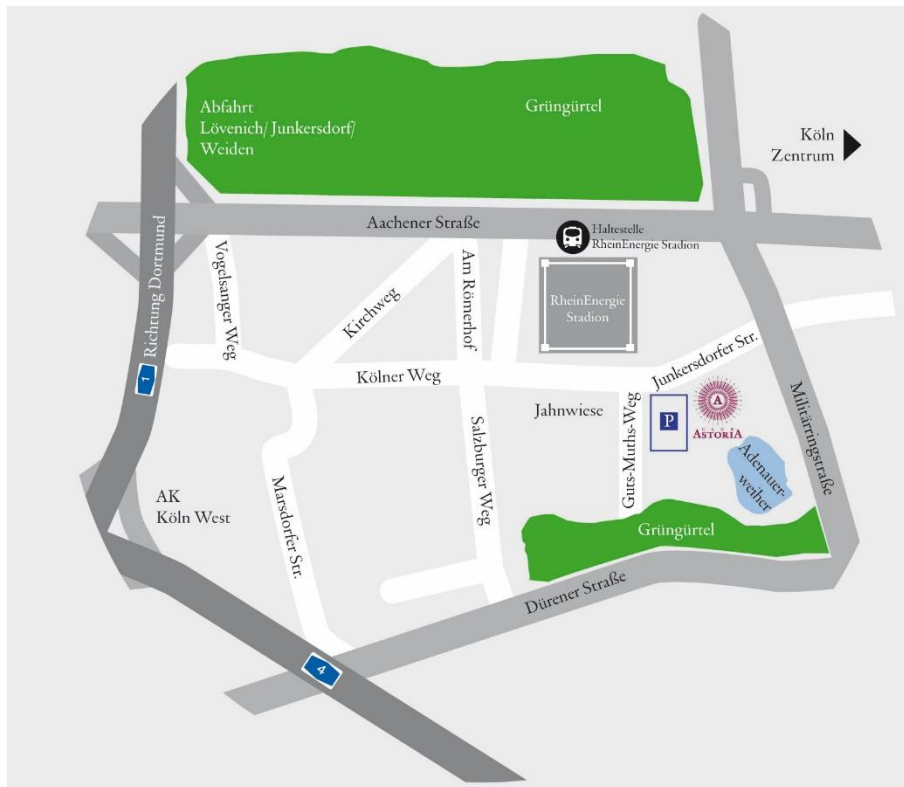 Abfahrt
Lövenich/ Junkersdorf/
Weiden
Grüngürtel
Köln
Zentrum
Aachener Straße
Haltestelle
RheinEnergie Stadion
RheinEnergie
Stadion
Richtung Dortmund
1
Vogelsanger Weg
Kirchweg
Am Römerhof
Kölner Weg
Junkersdorfer Str.
Jahnwiese
Guts-Muths-Weg
P
A
CLUB
ASTORIA
Militärringstraße
Adenauer-
weiher
Salzburger Weg
Marsdorfer Str.
AK
Köln West
Grüngürtel
Dürener Straße
4